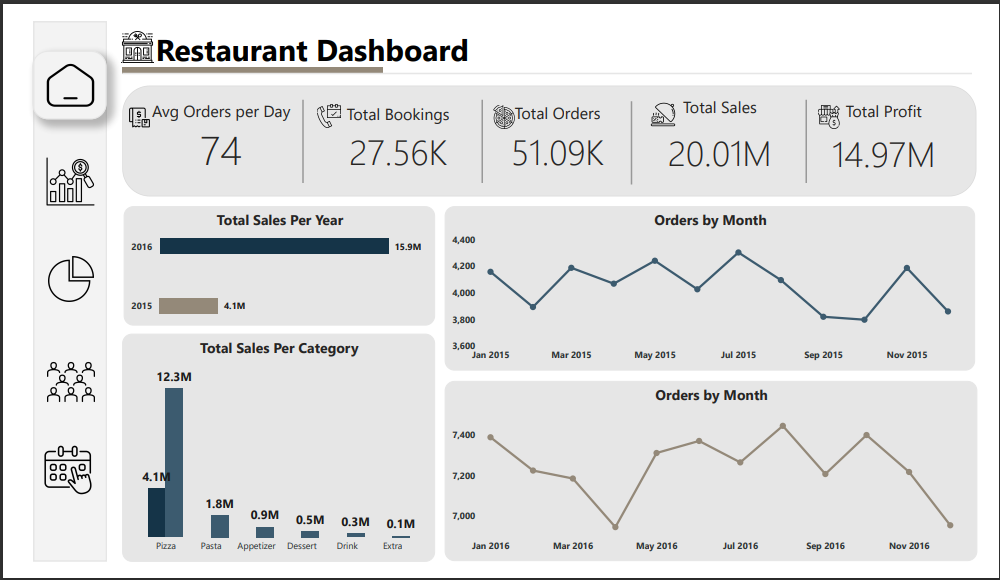 Restaurant Dashboard
Avg Orders per Day
74
Total Bookings
27.56K
Total Orders
51.09K
Total Sales
20.01M
Total Profit
14.97M
Total Sales Per Year
2016
15.9M
2015
4.1M
Total Sales Per Category
12.3M
4.1M
1.8M
0.9M
0.5M
0.3M
0.1M
Pizza Pasta Appetizer Dessert Drink Extra
Orders by Month
4,400
4,200
4,000
3,800
3,600
Jan 2015 Mar 2015 May 2015 Jul 2015 Sep 2015 Nov 2015
Orders by Month
7,400
7,200
7,000
Jan 2016 Mar 2016 May 2016 Jul 2016 Sep 2016 Nov 2016